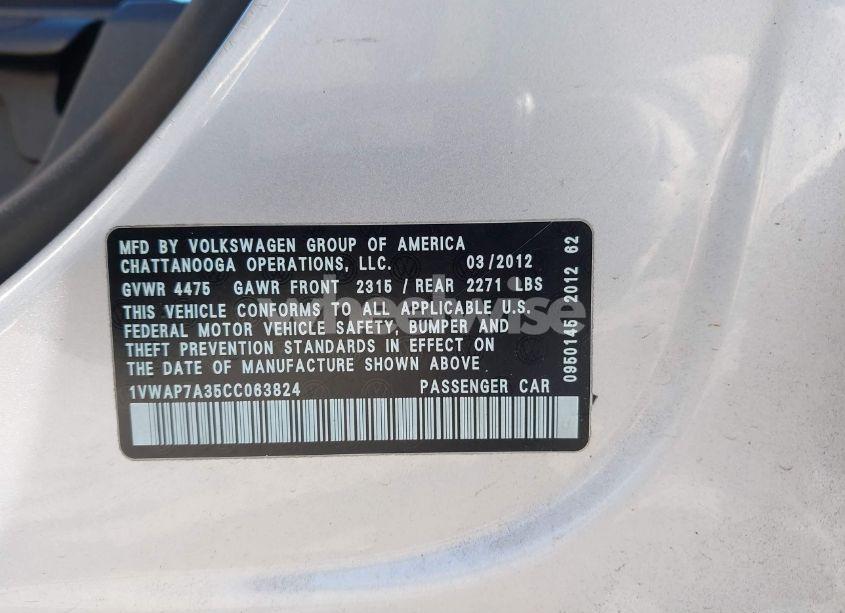 MFD BY VOLKSWAGEN GROUP OF AMERICA
CHATTANOOGA OPERATIONS, LLC. 03/2012
GVWR 4475 GAWR FRONT 2315 / REAR 2271 LBS
THIS VEHICLE CONFORMS TO ALL APPLICABLE U.S.
FEDERAL MOTOR VEHICLE SAFETY, BUMPER AND
THEFT PREVENTION STANDARDS IN EFFECT ON
THE DATE OF MANUFACTURE SHOWN ABOVE
1VWAP7A35CC063824 PASSENGER CAR
0950145 2012 62
wheelwise